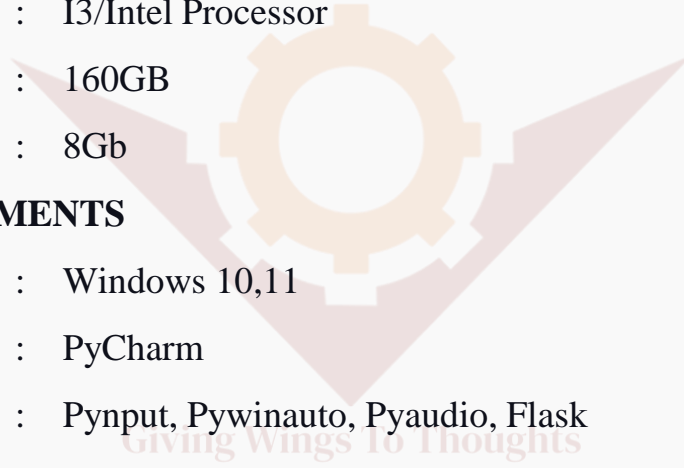 : I3/Intel Processor
: 160GB
: 8Gb
MENTS
: Windows 10,11
: PyCharm
: Pynput, Pywinauto, Pyaudio, Flask
Giving Wings To Thoughts